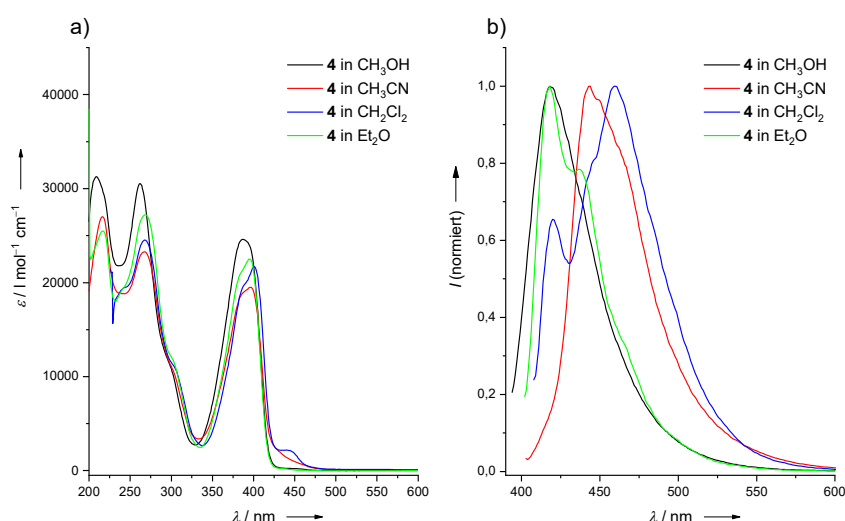 a)
4 in CH₃OH
4 in CH₃CN
4 in CH₂Cl₂
4 in Et₂O
40000
30000
20000
10000
0
ε / l mol⁻¹ cm⁻¹
200 250 300 350 400 450 500 550 600
λ / nm
b)
4 in CH₃OH
4 in CH₃CN
4 in CH₂Cl₂
4 in Et₂O
1,0
0,8
0,6
0,4
0,2
0,0
I (normiert)
400 450 500 550 600
λ / nm